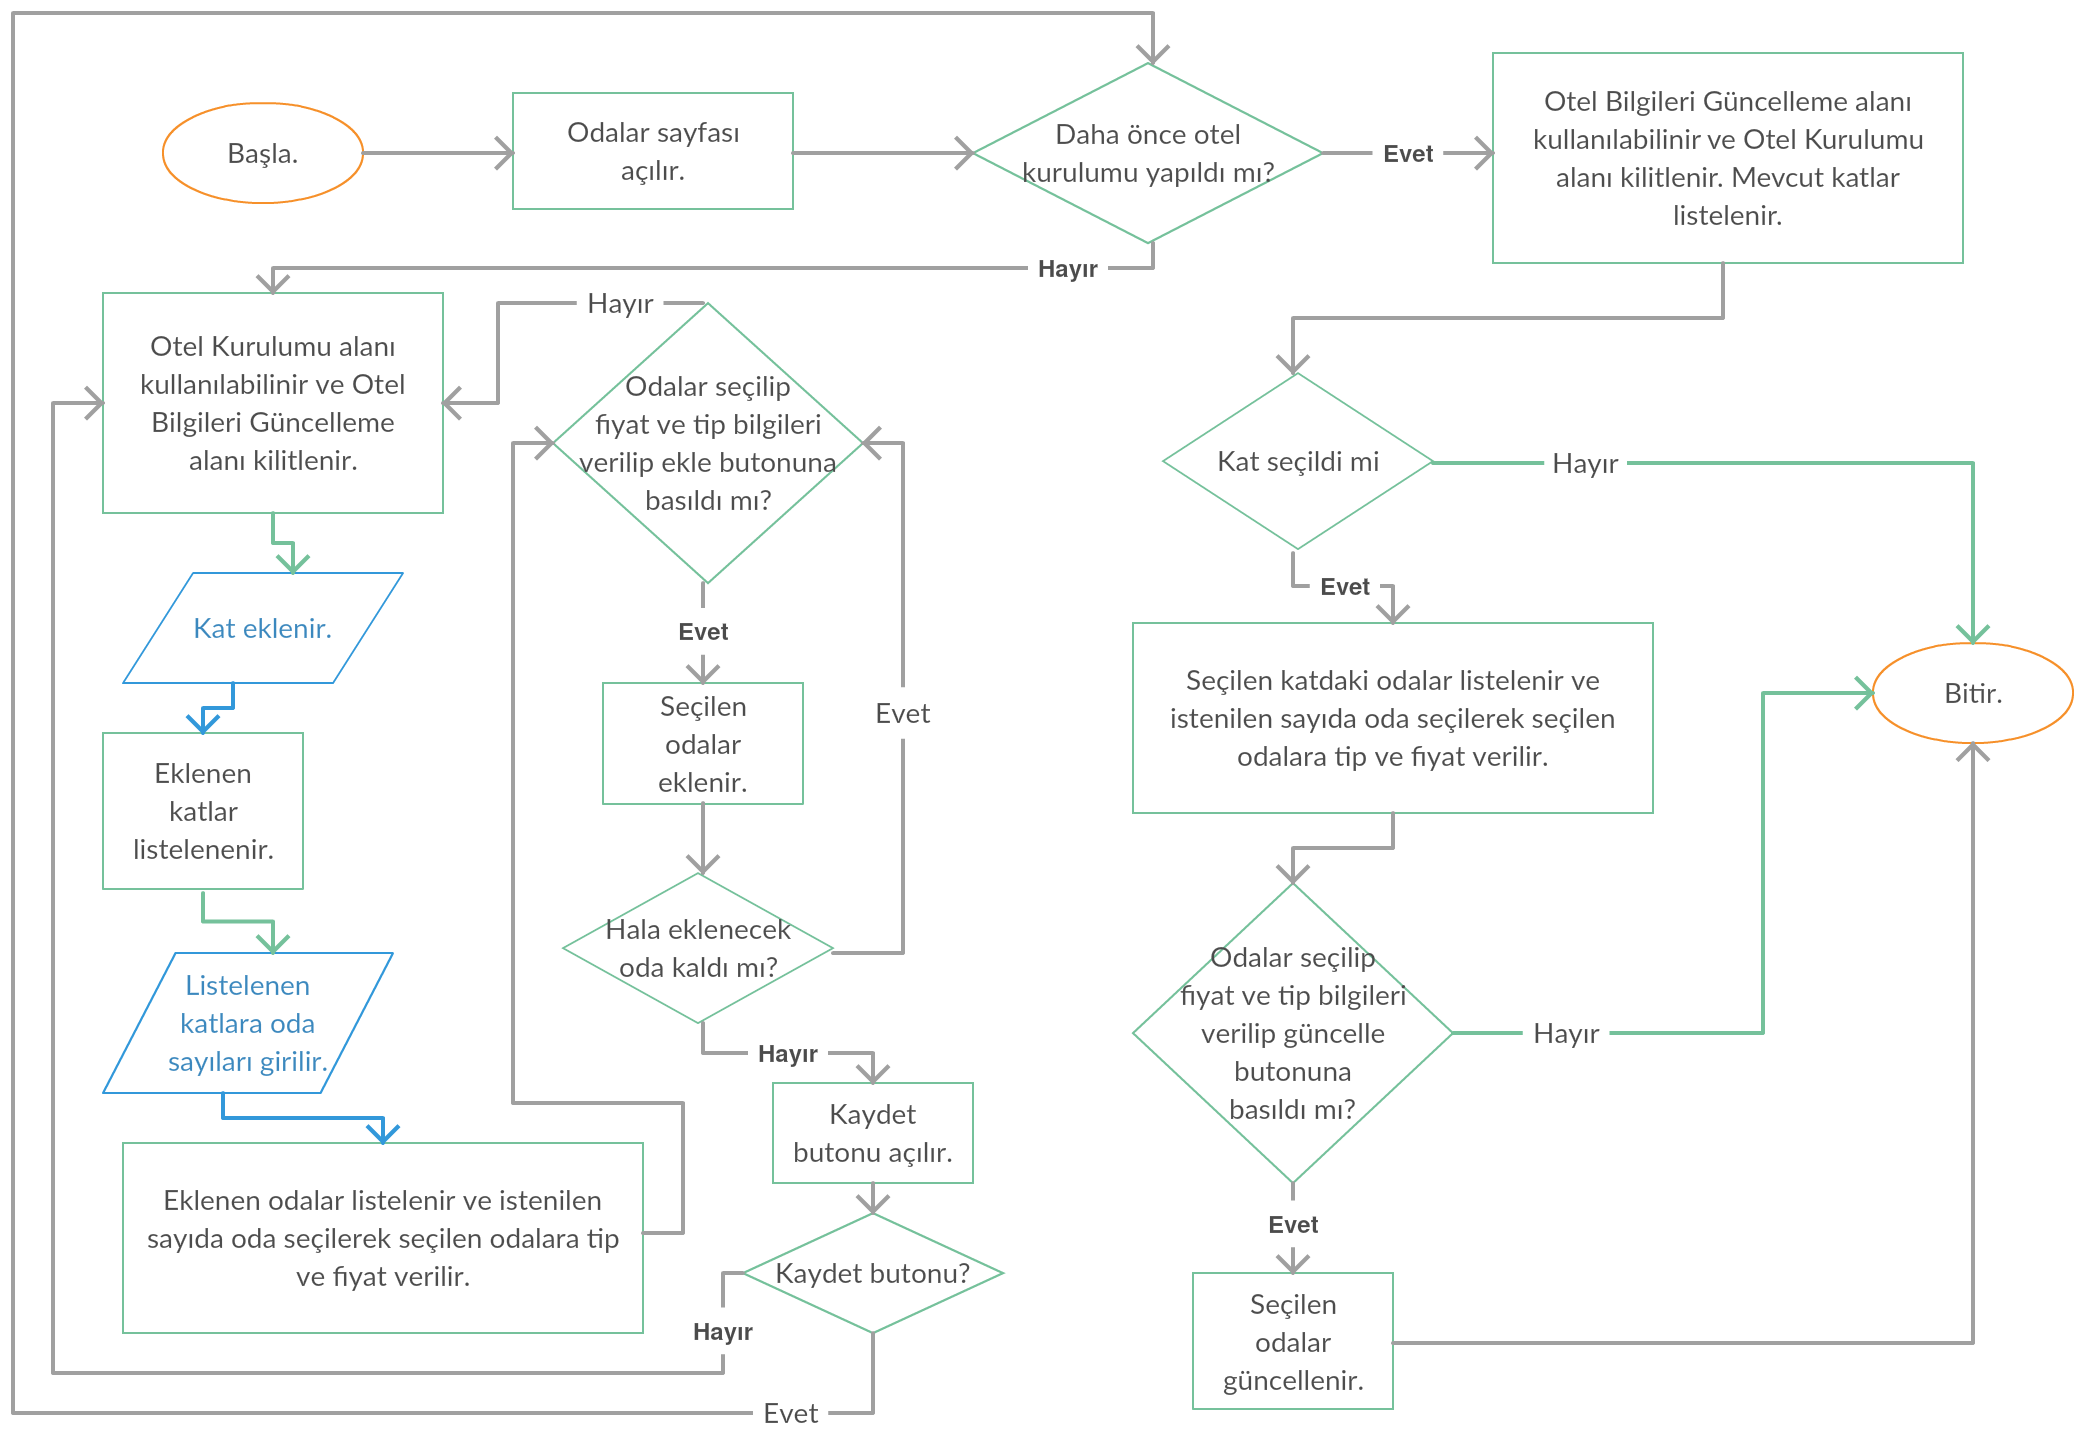 Başla.
Odalar sayfası
açılır.
Daha önce otel
kurulumu yapıldı mı?
Evet
Otel Bilgileri Güncelleme alanı
kullanılabilinir ve Otel Kurulumu
alanı kilitlenir. Mevcut katlar
listelenir.
Hayır
Hayır
Otel Kurulumu alanı
kullanılabilinir ve Otel
Bilgileri Güncelleme
alanı kilitlenir.
Odalar seçilip
fiyat ve tip bilgileri
verilip ekle butonuna
basıldı mı?
Kat seçildi mi
Hayır
Evet
Kat eklenir.
Evet
Seçilen
odalar
eklenir.
Evet
Seçilen katdaki odalar listelenir ve
istenilen sayıda oda seçilerek seçilen
odalara tip ve fiyat verilir.
Bitir.
Eklenen
katlar
listelenenir.
Hala eklenecek
oda kaldı mı?
Listelenen
katlara oda
sayıları girilir.
Hayır
Odalar seçilip
fiyat ve tip bilgileri
verilip güncelle
butonuna
basıldı mı?
Hayır
Kaydet
butonu açılır.
Eklenen odalar listelenir ve istenilen
sayıda oda seçilerek seçilen odalara tip
ve fiyat verilir.
Kaydet butonu?
Hayır
Evet
Evet
Seçilen
odalar
güncellenir.